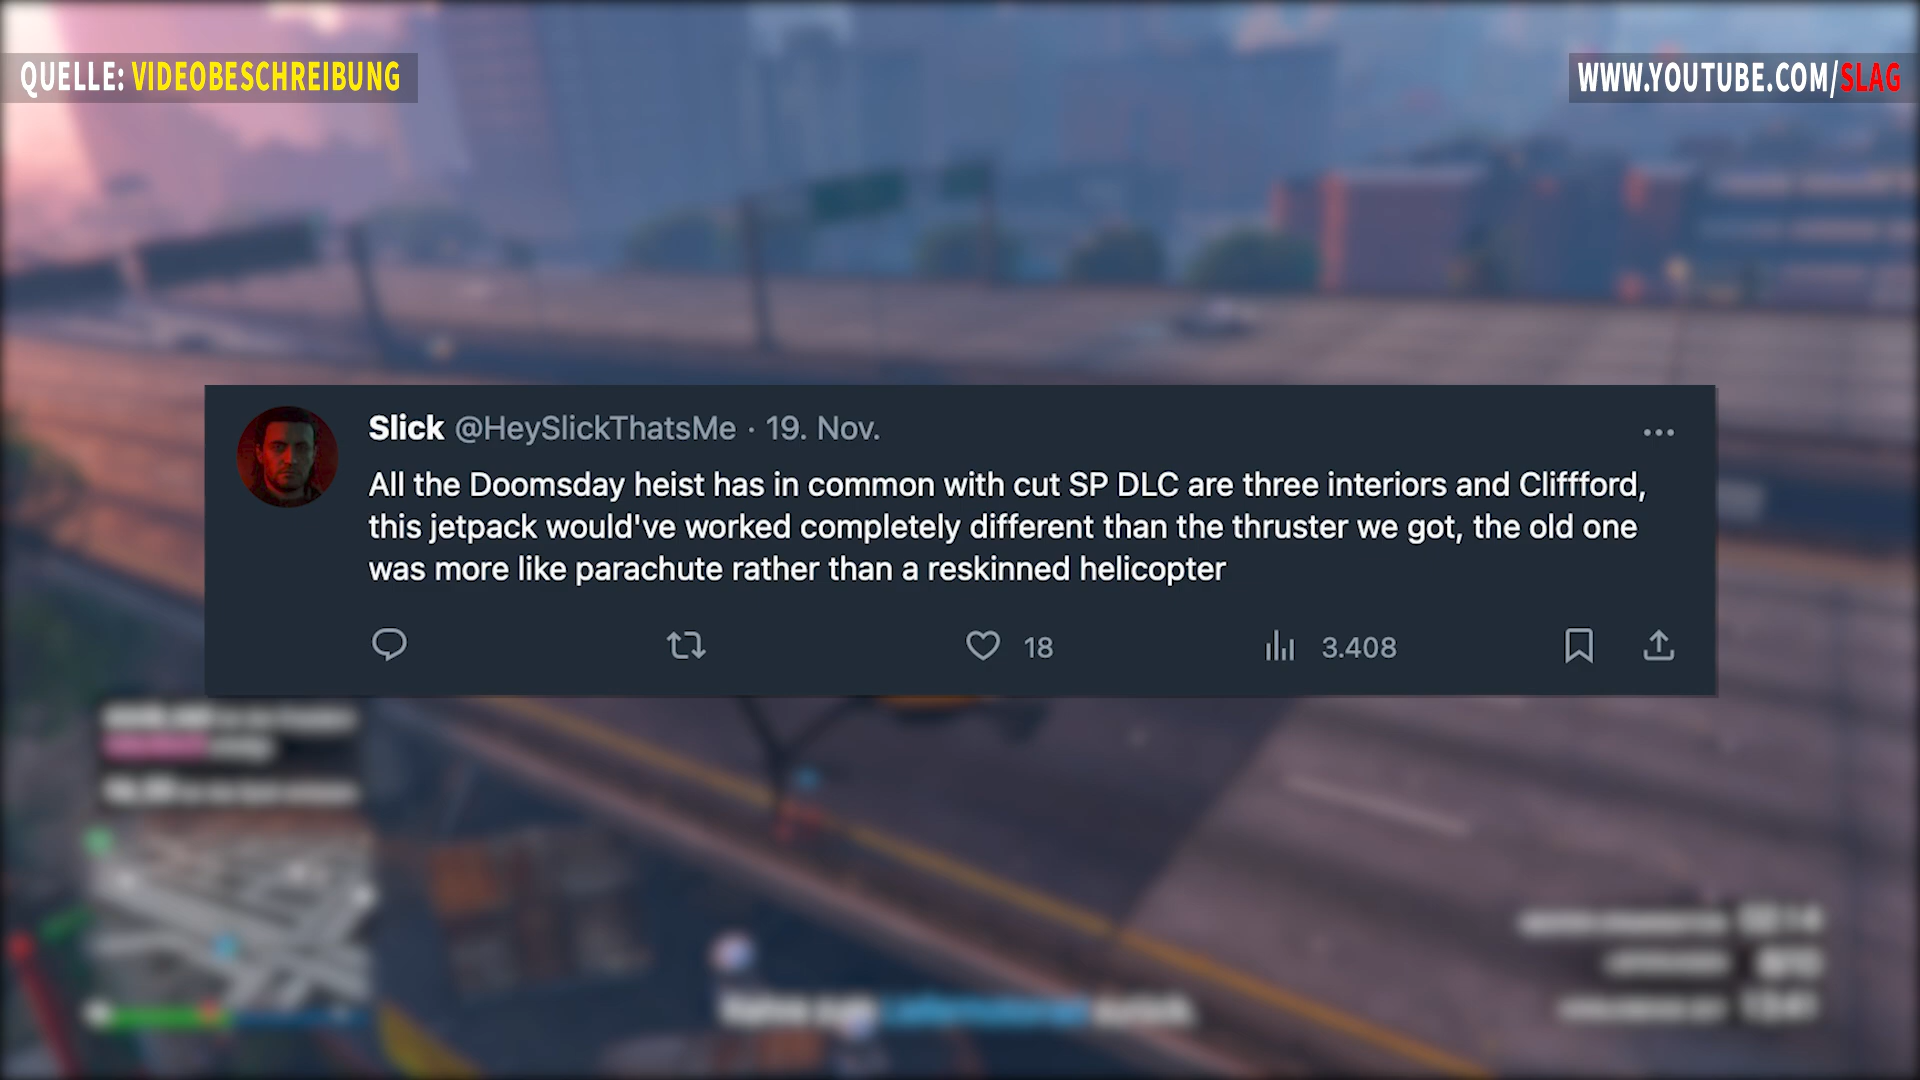 QUELLE: VIDEOBESCHREIBUNG
WWW.YOUTUBE.COM/SLAG
Slick @HeySlickThatsMe · 19. Nov.
All the Doomsday heist has in common with cut SP DLC are three interiors and Cliffford,
this jetpack would've worked completely different than the thruster we got, the old one
was more like parachute rather than a reskinned helicopter
18
3.408